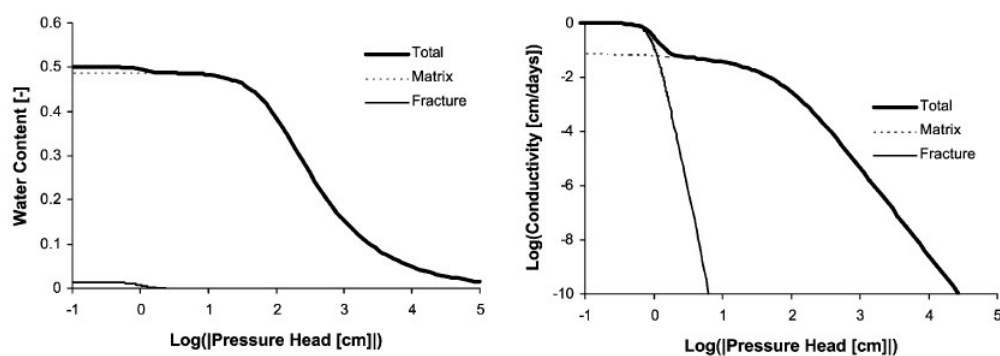 0.6
0.5
0.4
0.3
0.2
0.1
0
Water Content [-]
-1 0 1 2 3 4 5
Log(|Pressure Head [cm]|)
Total
Matrix
Fracture
0
-2
-4
-6
-8
-10
Log(Conductivity [cm/days])
-1 0 1 2 3 4 5
Log(|Pressure Head [cm]|)
Total
Matrix
Fracture